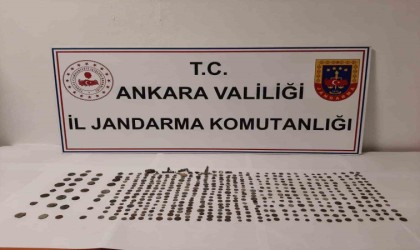 T.C.
ANKARA VALİLİĞİ
İL JANDARMA KOMUTANLIĞI